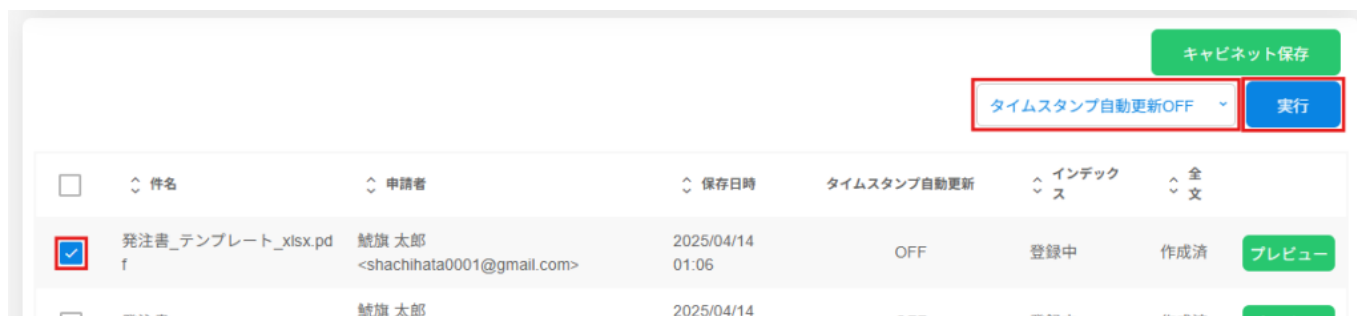 キャビネット保存
タイムスタンプ自動更新OFF
実行
件名
申請者
保存日時
タイムスタンプ自動更新
インデック
ス
全
文
発注書_テンプレート_xlsx.pd
f
鯱旗 太郎
<shachihata0001@gmail.com>
2025/04/14
01:06
OFF
登録中
作成済
プレビュー
鯱旗 太郎
2025/04/14